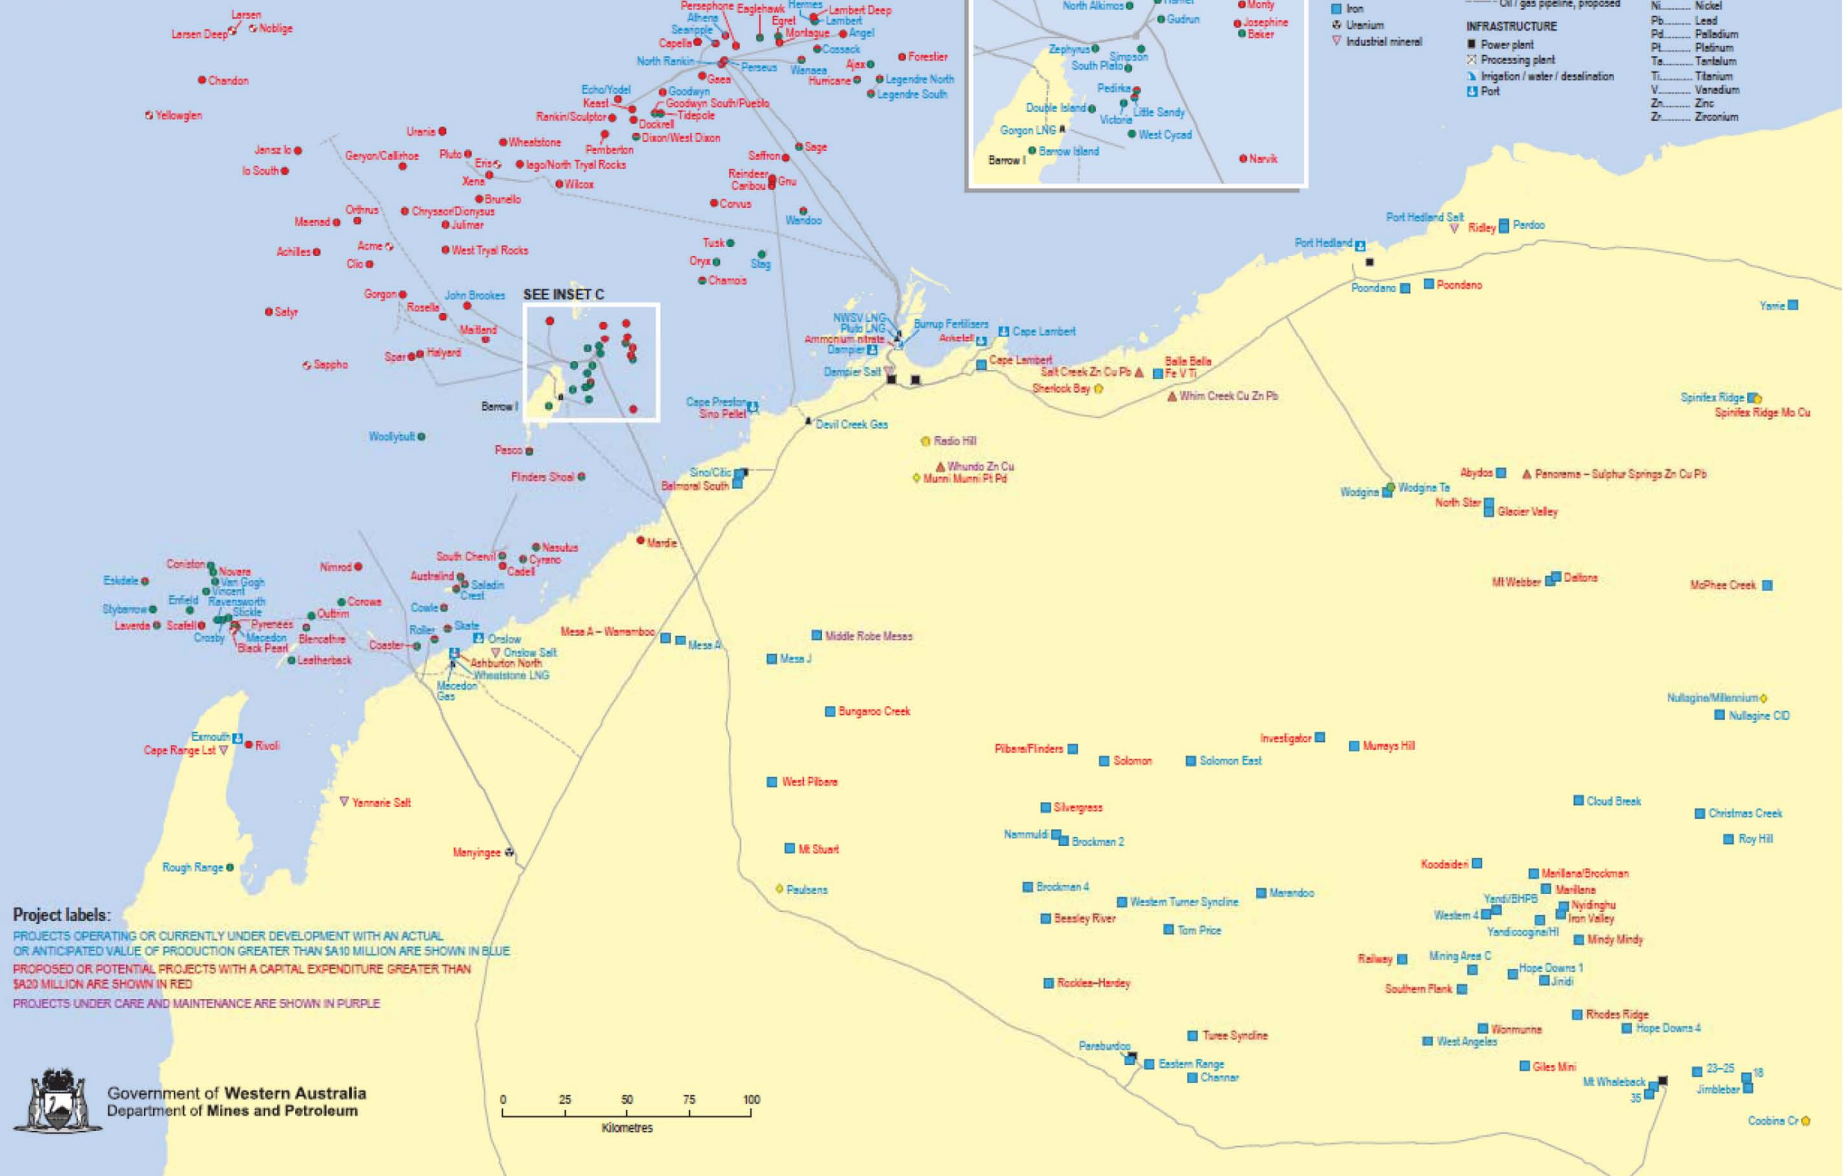 Larsen
Larsen Deep
Noblige
Chandon
Yellowglen
Persephone
Eaglehawk
Hermes
Lambert Deep
Athena
Egret
Lambert
Seanpple
Montague
Angel
Capella
Cossack
Forestier
North Rankin
Perseus
Wanaea
Ajax
Gaea
Hurricane
Legendre North
Legendre South
Echo/Yodel
Goodwyn
Keast
Goodwyn South/Pueblo
Rankin/Sculptor
Tidepole
Dockrell
Dixon/West Dixon
Pemberton
Urania
Wheatstone
Jansz Io
Geryon/Callirhoe
Pluto
Eris
Iago/North Tryal Rocks
Io South
Xena
Wilcox
Saffron
Sage
Reindeer
Caribou
Gnu
Brunello
Corvus
Wandoo
Orthrus
Chrysaor/Dionysus
Maenad
Julimar
Achilles
Acme
West Tryal Rocks
Clio
Tusk
Stag
Oryx
Chamois
Gorgon
John Brookes
SEE INSET C
Rosella
Satyr
Maitland
Spar
Halyard
Sappho
Barrow I
Woollybutt
Pasco
Flinders Shoal
North Alkimos
Hamel
Gudrun
Monty
Josephine
Baker
Zephyrus
Simpson
South Plato
Pedirka
Double Island
Little Sandy
Victoria
Gorgon LNG
West Cycad
Barrow Island
Barrow I
Narvik
Iron
Uranium
Industrial mineral
Oil / gas pipeline, proposed
INFRASTRUCTURE
Power plant
Processing plant
Irrigation / water / desalination
Port
Ni......... Nickel
Pb......... Lead
Pd......... Palladium
Pt.......... Platinum
Ta......... Tantalum
Ti.......... Titanium
V........... Vanadium
Zn......... Zinc
Zr.......... Zirconium
Port Hedland Salt
Ridley
Pardoo
Port Hedland
Poondano
Poondano
Yarrie
NWSV LNG
Pluto LNG
Burrup Fertilisers
Ammonium nitrate
Anketell
Cape Lambert
Dampier
Dampier Salt
Cape Lambert
Salt Creek Zn Cu Pb
Balla Balla
Fe V Ti
Sherlock Bay
Whim Creek Cu Zn Pb
Cape Preston
Sino Pellet
Devil Creek Gas
Spinifex Ridge
Spinifex Ridge Mo Cu
Radio Hill
Whundo Zn Cu
Munni Munni Pt Pd
Sino/Citic
Balmoral South
Abydos
Panorama – Sulphur Springs Zn Cu Pb
Wodgina
Wodgina Ta
North Star
Glacier Valley
Mardie
Mt Webber
Daltons
McPhee Creek
Coniston
Novara
Eskdale
Van Gogh
Vincent
Enfield
Ravensworth
Stybarrow
Stickle
Laverda
Scafell
Pyrenees
Crosby
Macedon
Black Pearl
Nimrod
Corowa
Outtrim
Blencathra
Leatherback
South Chervil
Nasutus
Cyrano
Cadell
Australind
Saladin
Crest
Cowle
Roller
Skate
Coaster
Onslow
Onslow Salt
Ashburton North
Wheatstone LNG
Macedon
Gas
Mesa A – Warramboo
Mesa A
Middle Robe Mesas
Mesa J
Bungaroo Creek
Exmouth
Cape Range Lst
Rivoli
Yannarie Salt
Manyingee
Rough Range
Nullagine/Millennium
Nullagine CID
Pilbara/Flinders
Solomon
Solomon East
Investigator
Murrays Hill
West Pilbara
Silvergrass
Cloud Break
Christmas Creek
Roy Hill
Nammuldi
Brockman 2
Mt Stuart
Koodaideri
Marillana/Brockman
Paulsens
Brockman 4
Western Turner Syncline
Marandoo
Marillana
Yandi/BHPB
Nyidinghu
Western 4
Iron Valley
Yandicoogina/HI
Beasley River
Tom Price
Mindy Mindy
Railway
Mining Area C
Hope Downs 1
Jinidi
Southern Flank
Rocklea–Hardey
Rhodes Ridge
Hope Downs 4
Turee Syncline
Wonmunna
West Angelas
Paraburdoo
Eastern Range
Channar
Giles Mini
23–25
18
Mt Whaleback
Jimblebar
35
Coobina Cr
Project labels:
PROJECTS OPERATING OR CURRENTLY UNDER DEVELOPMENT WITH AN ACTUAL
OR ANTICIPATED VALUE OF PRODUCTION GREATER THAN $A10 MILLION ARE SHOWN IN BLUE
PROPOSED OR POTENTIAL PROJECTS WITH A CAPITAL EXPENDITURE GREATER THAN
$A20 MILLION ARE SHOWN IN RED
PROJECTS UNDER CARE AND MAINTENANCE ARE SHOWN IN PURPLE
Government of Western Australia
Department of Mines and Petroleum
0 25 50 75 100
Kilometres